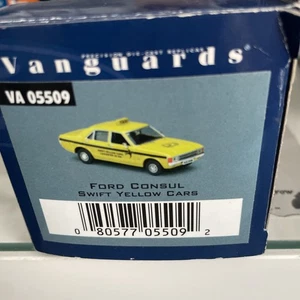 PRECISION DIE-CAST REPLICAS
Vanguards
VA 05509
FORD CONSUL
SWIFT YELLOW CARS
0 80577 05509 2